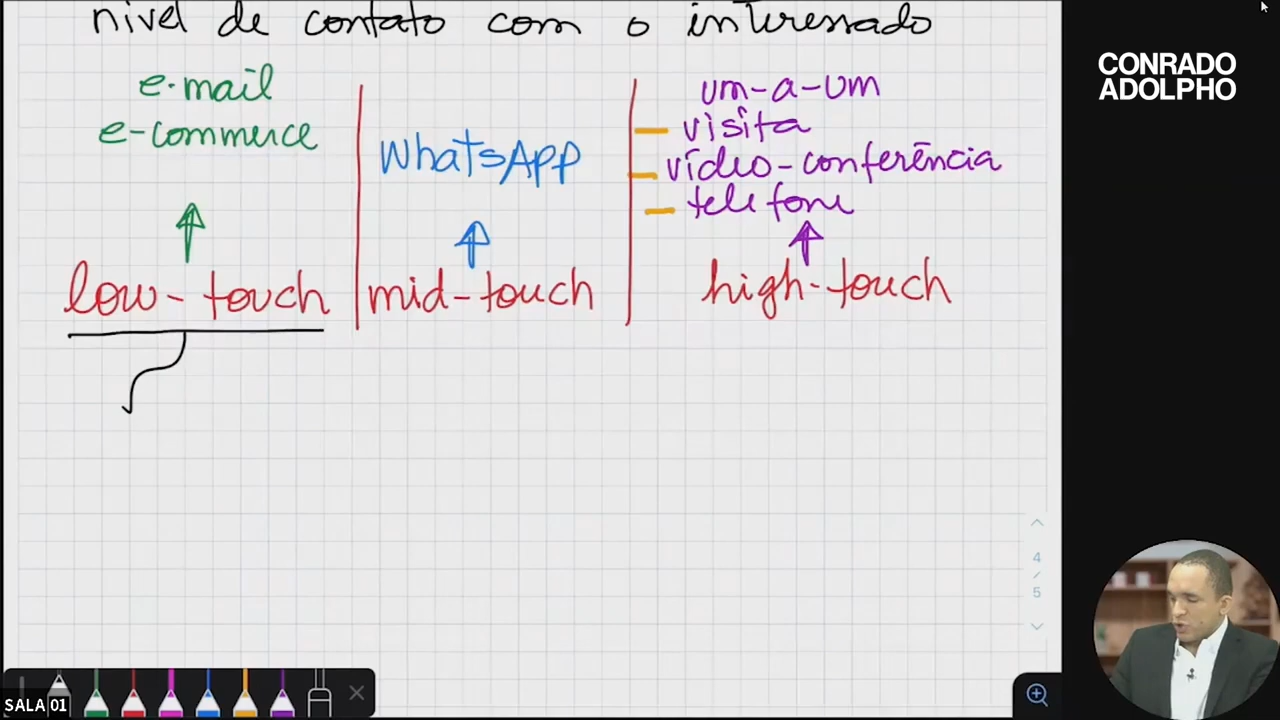 nivel de contato com o interessado
e-mail
e-commerce
WhatsApp
um-a-um
visita
vídeo-conferência
telefone
low-touch
mid-touch
high-touch
CONRADO
ADOLPHO
4
5
SALA 01